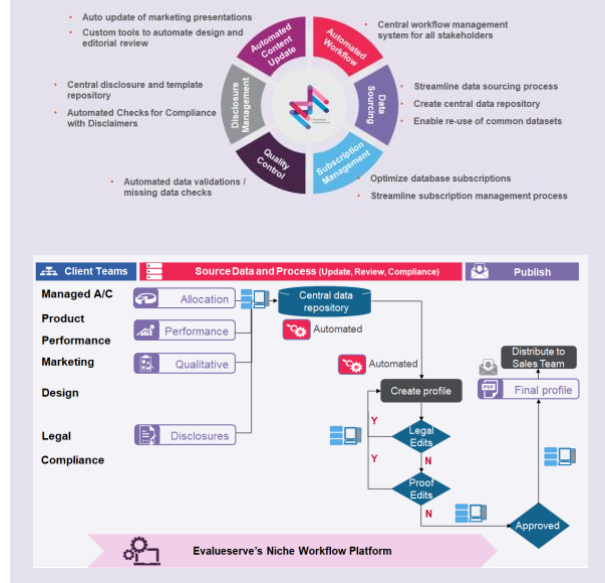 Auto update of marketing presentations
Custom tools to automate design and
editorial review
Central workflow management
system for all stakeholders
Automated
Content
Update
Automated
Workflow
Central disclosure and template
repository
Automated Checks for Compliance
with Disclaimers
Disclosure
Management
Data
Sourcing
Streamline data sourcing process
Create central data repository
Enable re-use of common datasets
Quality
Control
Subscription
Management
Automated data validations /
missing data checks
Optimize database subscriptions
Streamline subscription management process
Client Teams
Source Data and Process (Update, Review, Compliance)
Publish
Managed A/C
Product
Performance
Marketing
Design
Legal
Compliance
Allocation
Performance
Qualitative
Disclosures
Central data
repository
Automated
Automated
Create profile
Y
Legal
Edits
Y
N
Proof
Edits
N
Approved
Distribute to
Sales Team
PDF
Final profile
Evalueserve's Niche Workflow Platform